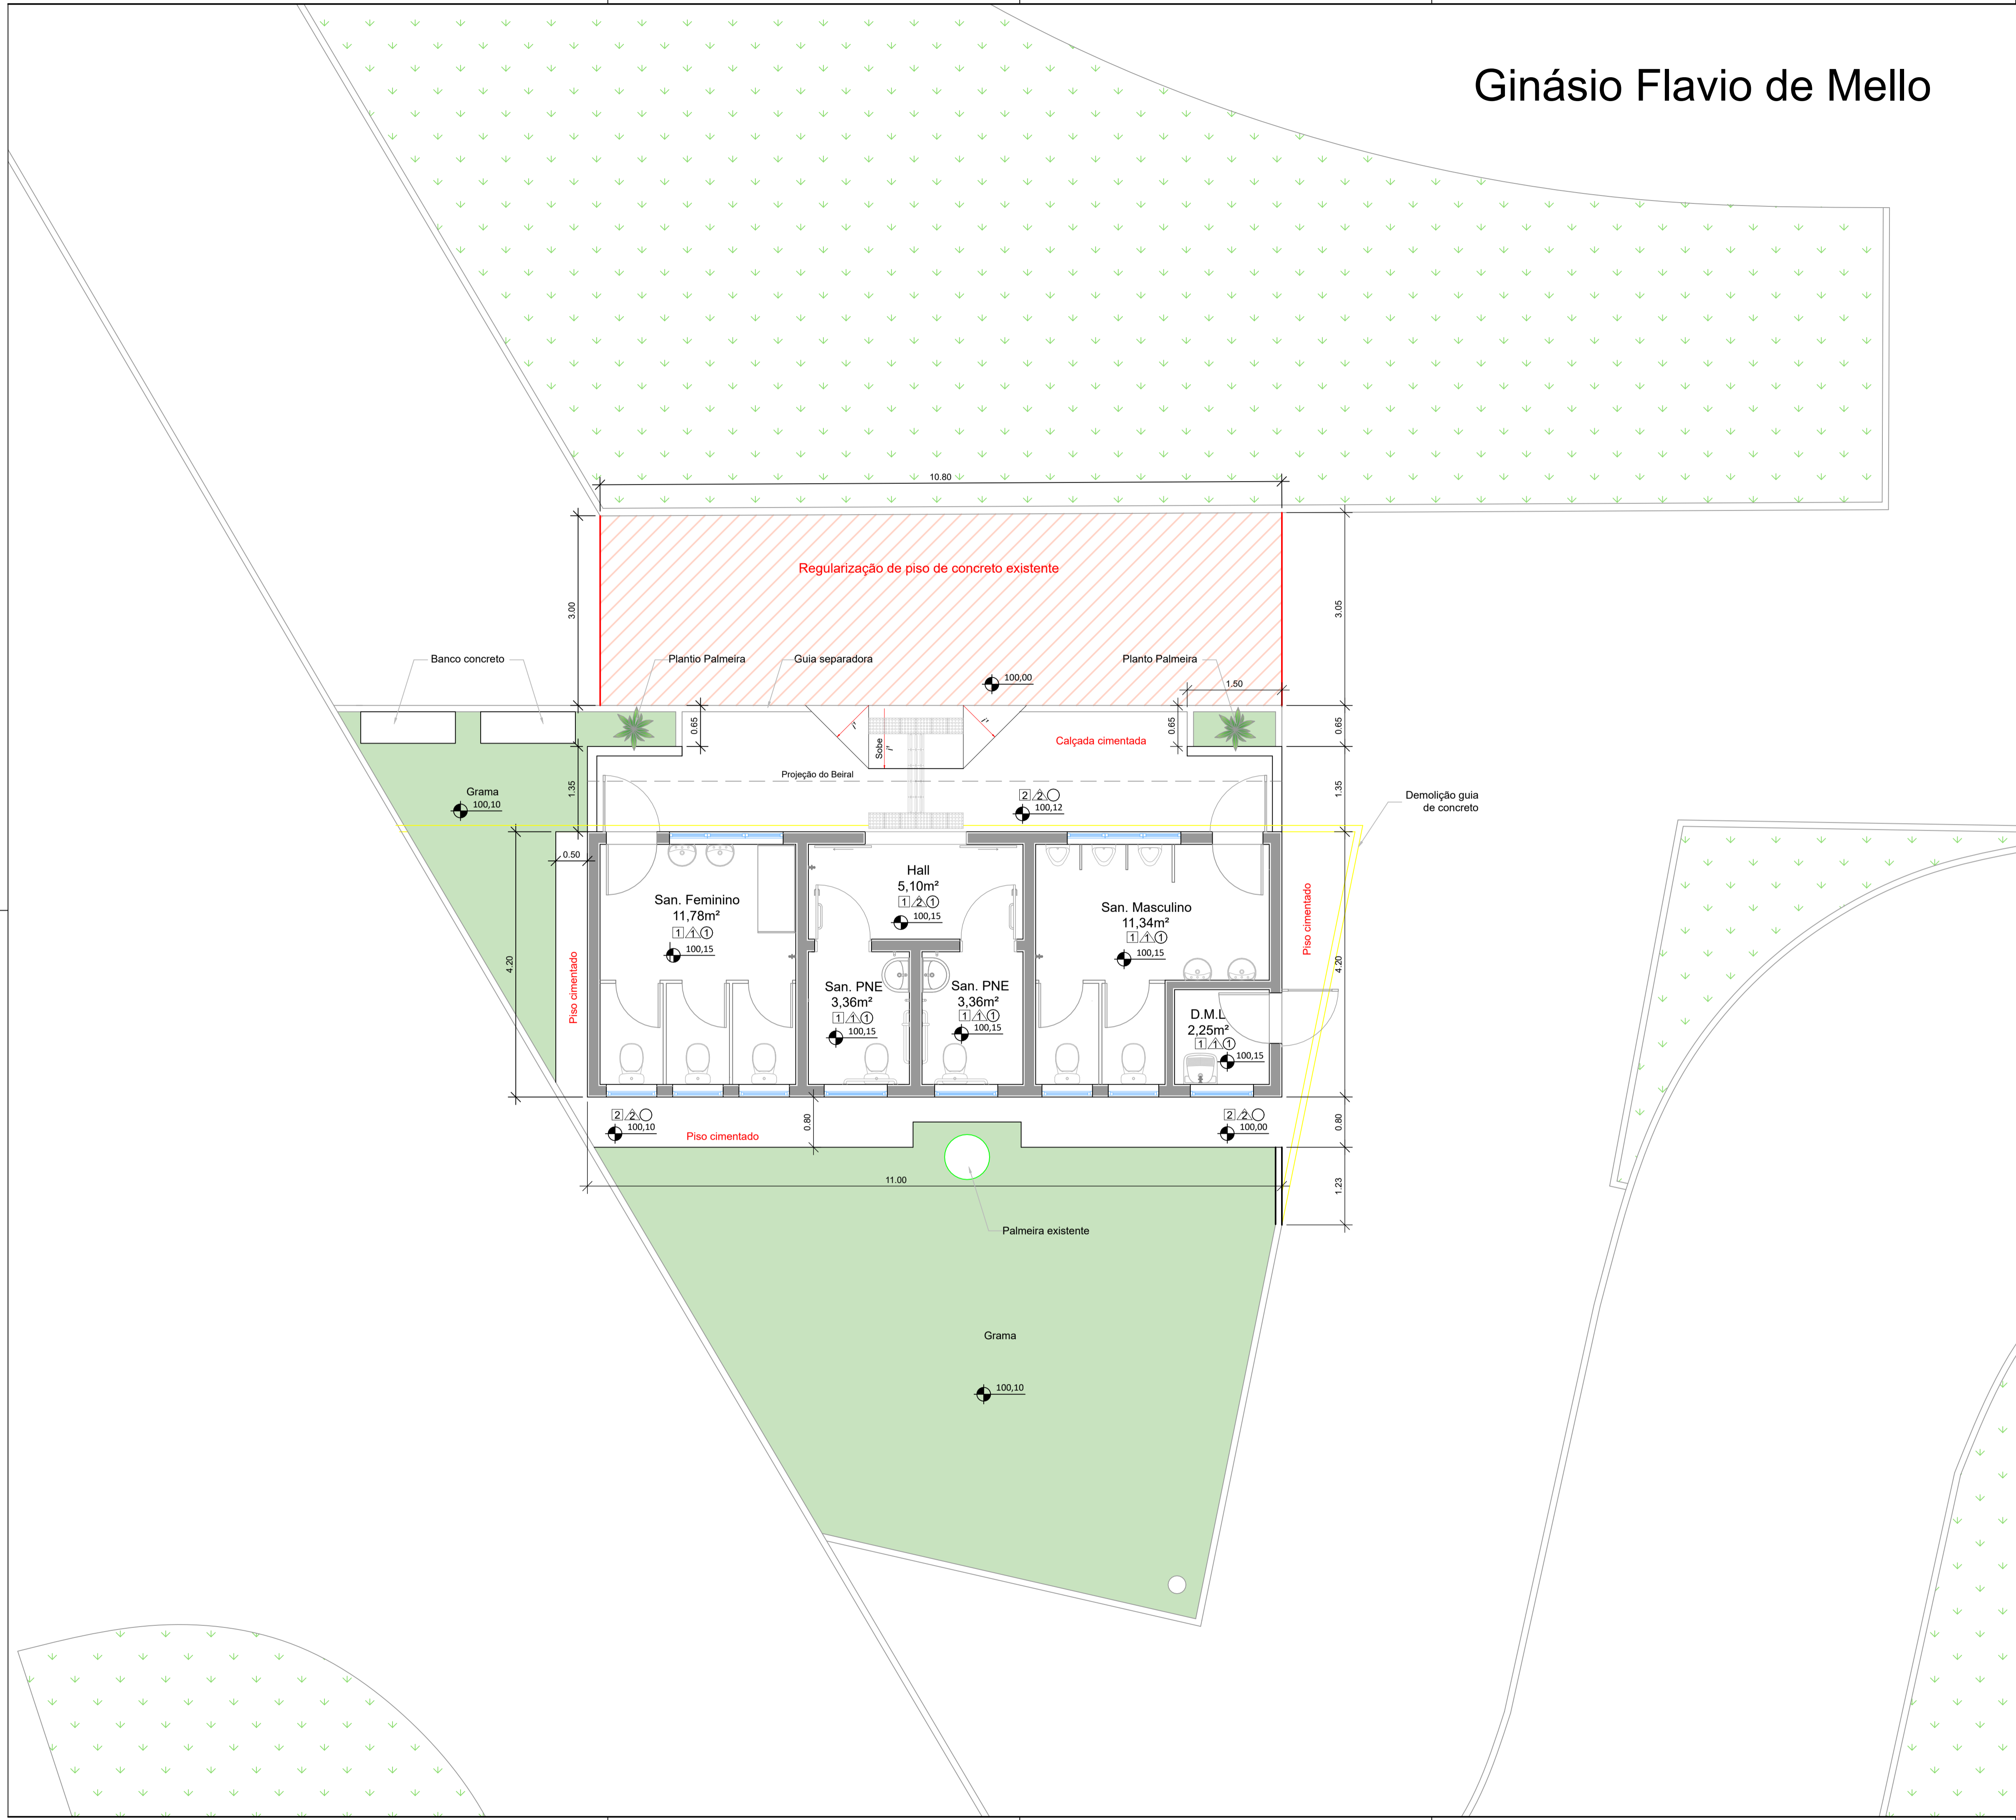 Ginásio Flavio de Mello
10.80
Regularização de piso de concreto existente
3.00
3.05
Banco concreto
Plantio Palmeira
Guia separadora
Planto Palmeira
100,00
1.50
0.65
0.65
0.65
Sobe
i¹
i¹
i¹
Calçada cimentada
Projeção do Beiral
1.35
1.35
Grama
100,10
2 2
100,12
Demolição guia
de concreto
0.50
4.20
4.20
Piso cimentado
Piso cimentado
San. Feminino
11,78m²
1 1 1
100,15
Hall
5,10m²
1 2 1
100,15
San. Masculino
11,34m²
1 1 1
100,15
San. PNE
3,36m²
1 1 1
100,15
San. PNE
3,36m²
1 1 1
100,15
D.M.L
2,25m²
1 1 1
100,15
2 2
100,10
Piso cimentado
0.80
2 2
100,00
0.80
11.00
1.23
Palmeira existente
Grama
100,10